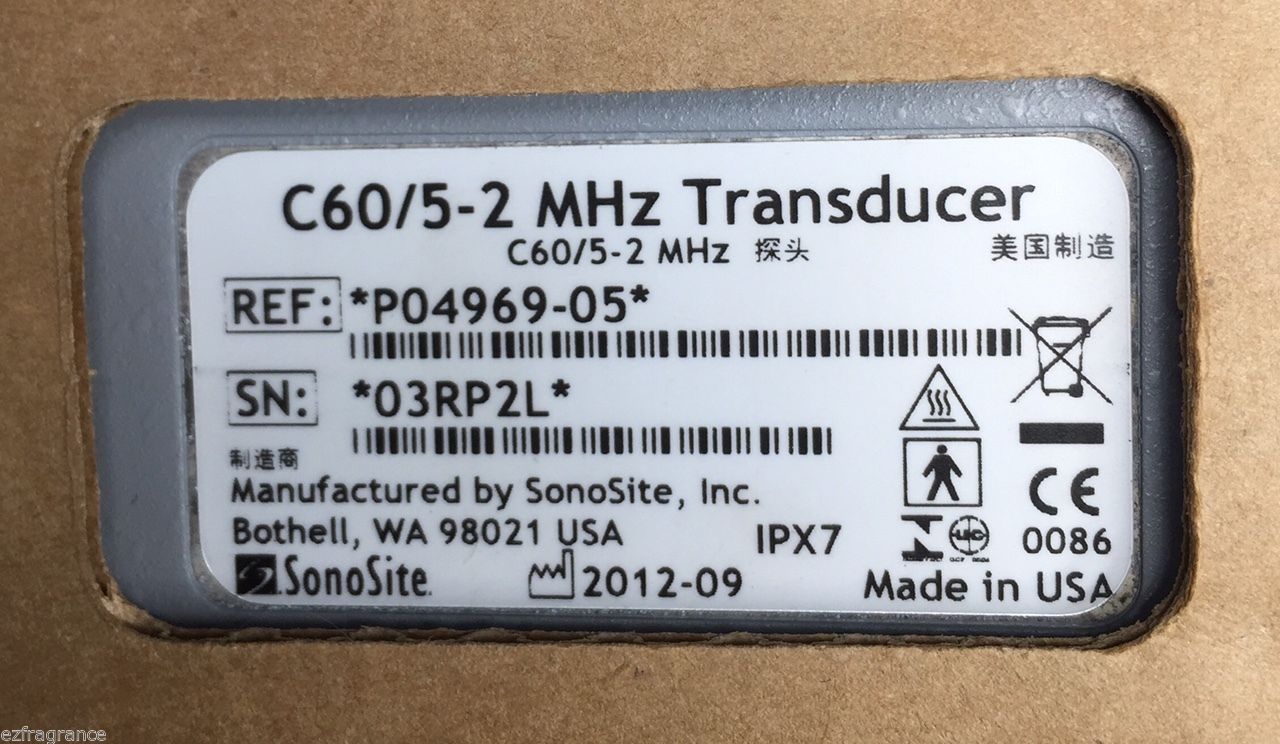 C60/5-2 MHz Transducer
C60/5-2 MHz 探头 美国制造
REF: *P04969-05*
SN: *03RP2L*
制造商
Manufactured by SonoSite, Inc.
Bothell, WA 98021 USA
IPX7
0086
SonoSite
2012-09
Made in USA
ezfragrance